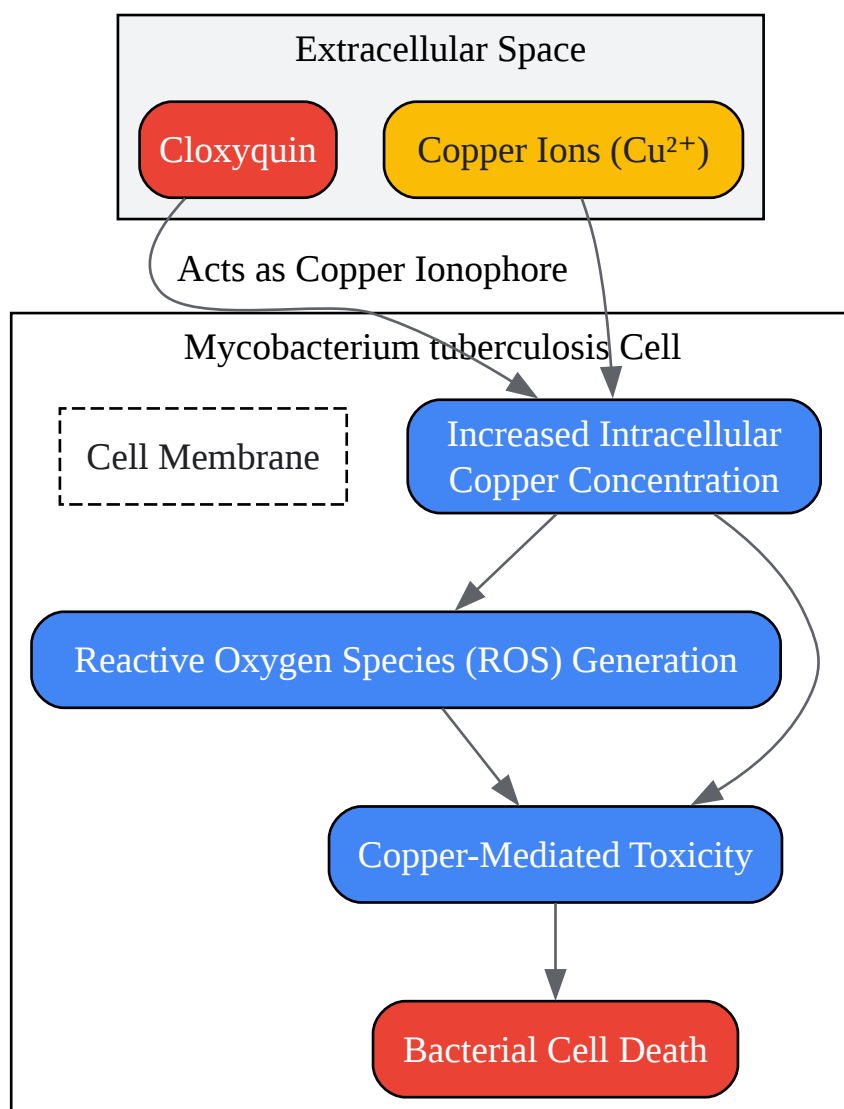 Extracellular Space
Cloxyquin
Copper Ions (Cu²⁺)
Acts as Copper Ionophore
Mycobacterium tuberculosis Cell
Cell Membrane
Increased Intracellular
Copper Concentration
Reactive Oxygen Species (ROS) Generation
Copper-Mediated Toxicity
Bacterial Cell Death